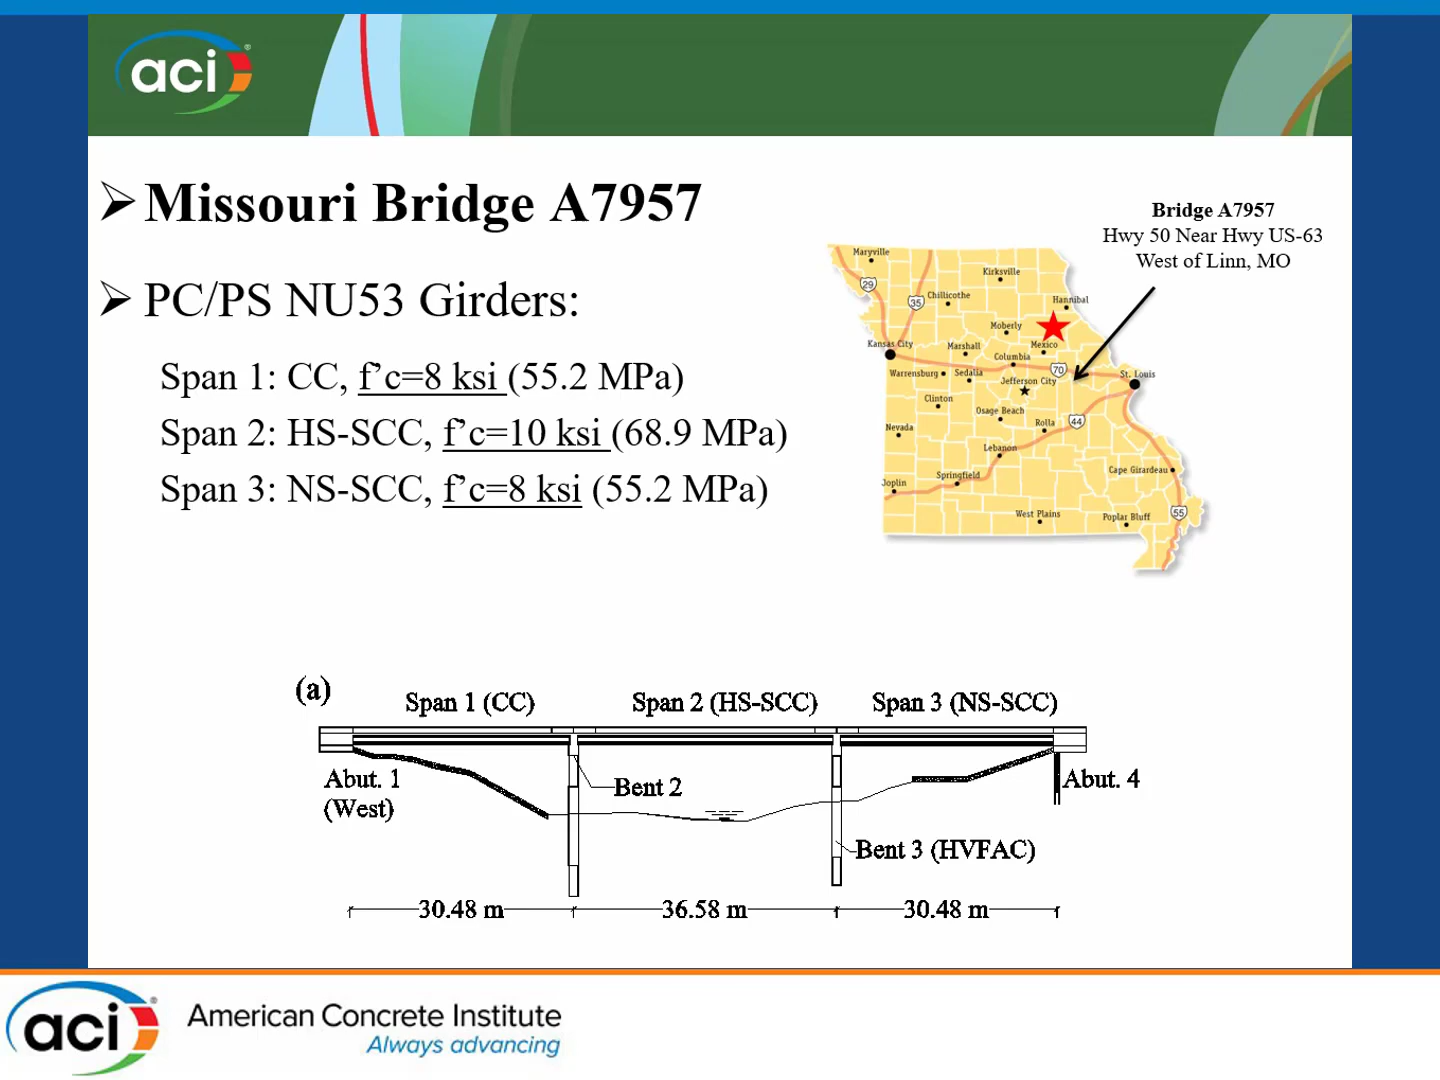 aci
Missouri Bridge A7957
PC/PS NU53 Girders:
Span 1: CC, f’c=8 ksi (55.2 MPa)
Span 2: HS-SCC, f’c=10 ksi (68.9 MPa)
Span 3: NS-SCC, f’c=8 ksi (55.2 MPa)
Bridge A7957
Hwy 50 Near Hwy US-63
West of Linn, MO
Maryville
Kirksville
29
35
Chillicothe
Hannibal
Moberly
Kansas City
Marshall
Mexico
Columbia
Warrensburg
Sedalia
70
St. Louis
Jefferson City
Clinton
Osage Beach
Nevada
Rolla
44
Lebanon
Cape Girardeau
Springfield
Joplin
West Plains
Poplar Bluff
55
(a)
Span 1 (CC)
Span 2 (HS-SCC)
Span 3 (NS-SCC)
Abut. 1
(West)
Bent 2
Abut. 4
Bent 3 (HVFAC)
30.48 m
36.58 m
30.48 m
aci
American Concrete Institute
Always advancing